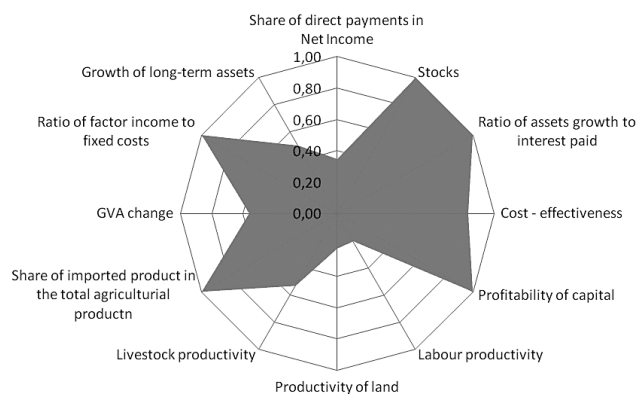 Share of direct payments in
Net Income
1,00
Growth of long-term assets
Stocks
0,80
Ratio of factor income to
fixed costs
Ratio of assets growth to
interest paid
0,60
0,40
0,20
GVA change
0,00
Cost - effectiveness
Share of imported product in
the total agriculturial
productn
Profitability of capital
Livestock productivity
Labour productivity
Productivity of land